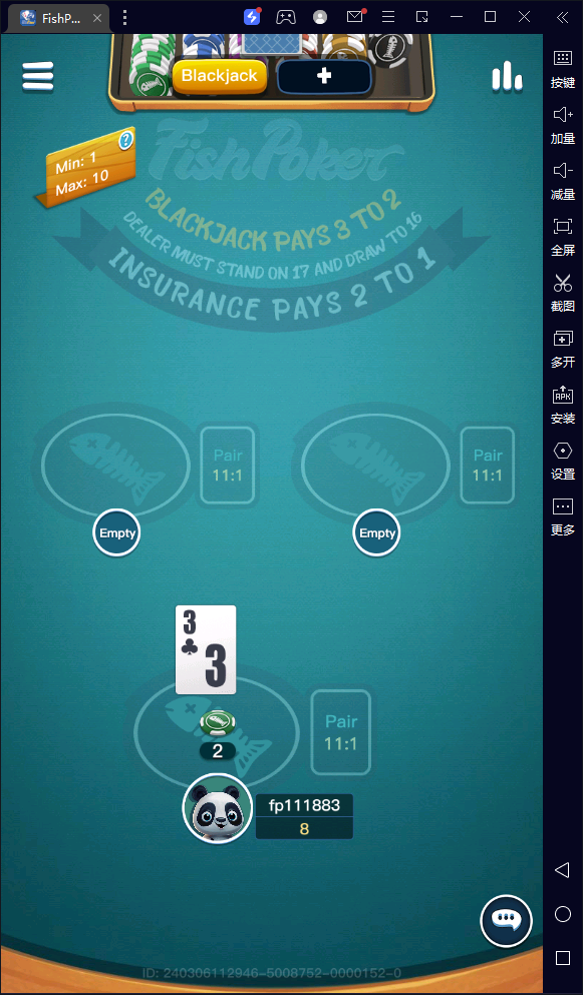 FishP...
Blackjack
+
Min: 1
Max: 10
?
FishPoker
BLACKJACK PAYS 3 TO 2
DEALER MUST STAND ON 17 AND DRAW TO 16
INSURANCE PAYS 2 TO 1
Pair
11:1
Pair
11:1
Empty
Empty
3
3
Pair
11:1
2
fp111883
8
ID: 240306112946-5008752-0000152-0
按键
加量
减量
全屏
截图
多开
APK
安装
设置
更多